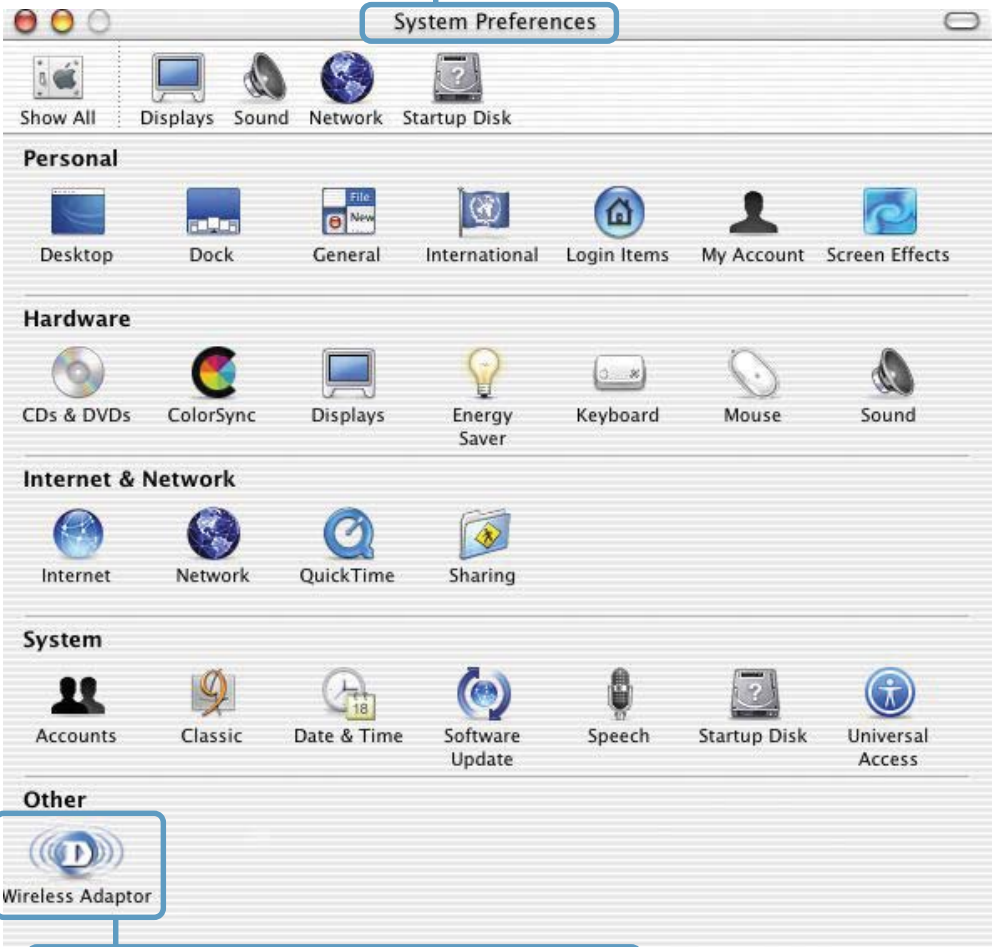 System Preferences
Show All Displays Sound Network Startup Disk
Personal
File
New
Desktop Dock General International Login Items My Account Screen Effects
Hardware
CDs & DVDs ColorSync Displays Energy Saver Keyboard Mouse Sound
Internet & Network
Internet Network QuickTime Sharing
System
18
Accounts Classic Date & Time Software Update Speech Startup Disk Universal Access
Other
D
Wireless Adaptor